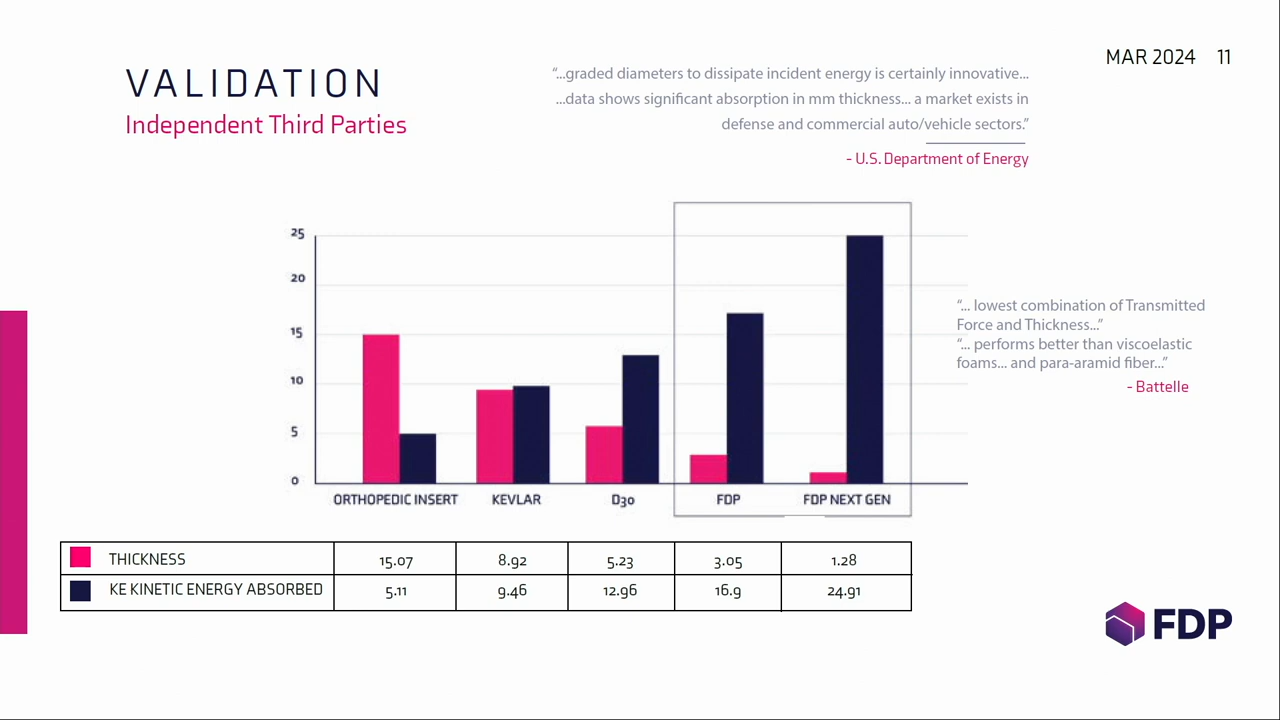 MAR 2024 11
VALIDATION
Independent Third Parties
“...graded diameters to dissipate incident energy is certainly innovative...
...data shows significant absorption in mm thickness... a market exists in
defense and commercial auto/vehicle sectors.”
- U.S. Department of Energy
25
20
15
10
5
0
ORTHOPEDIC INSERT KEVLAR D30 FDP FDP NEXT GEN
“... lowest combination of Transmitted
Force and Thickness...”
“... performs better than viscoelastic
foams... and para-aramid fiber...”
- Battelle
THICKNESS 15.07 8.92 5.23 3.05 1.28
KE KINETIC ENERGY ABSORBED 5.11 9.46 12.96 16.9 24.91
FDP